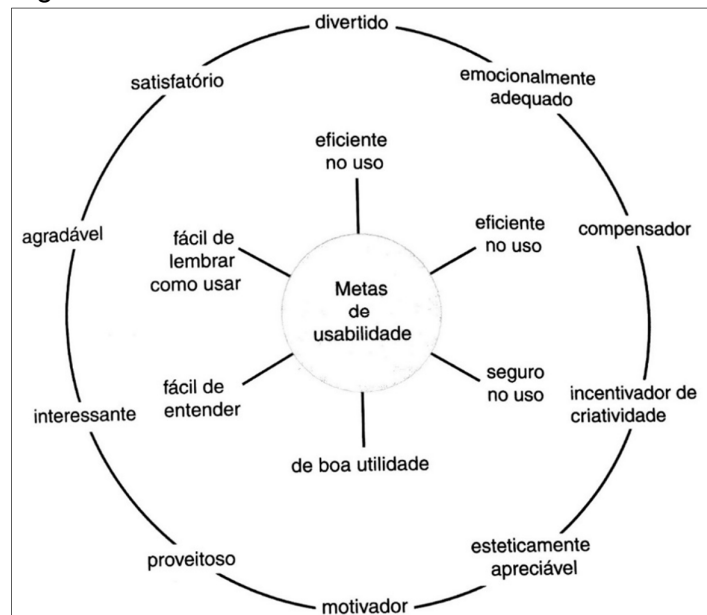 divertido
satisfatório
emocionalmente
adequado
eficiente
no uso
agradável
fácil de
lembrar
como usar
eficiente
no uso
compensador
Metas
de
usabilidade
fácil de
entender
seguro
no uso
interessante
incentivador de
criatividade
de boa utilidade
proveitoso
esteticamente
apreciável
motivador